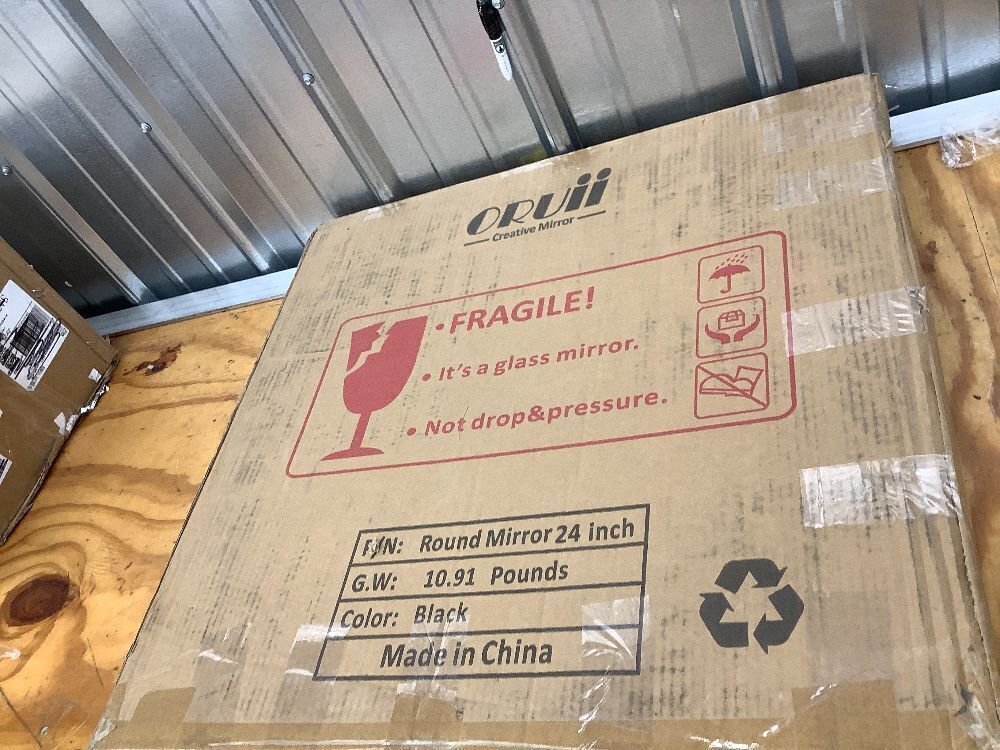 ORUii
Creative Mirror
• FRAGILE!
• It's a glass mirror.
• Not drop&pressure.
P/N: Round Mirror 24 inch
G.W: 10.91 Pounds
Color: Black
Made in China